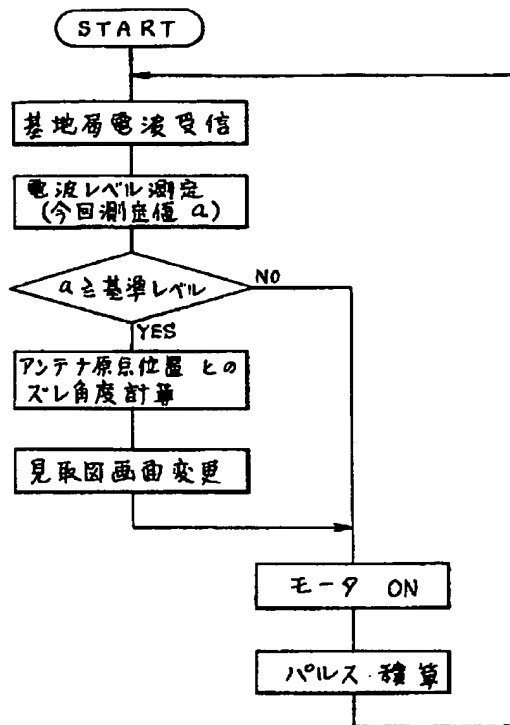 START
基地局電波受信
電波レベル測定
(今回測定値 a)
a≧基準レベル
NO
YES
アンテナ原点位置 との
ズレ角度計算
見取図画面変更
モータ ON
パルス・積算